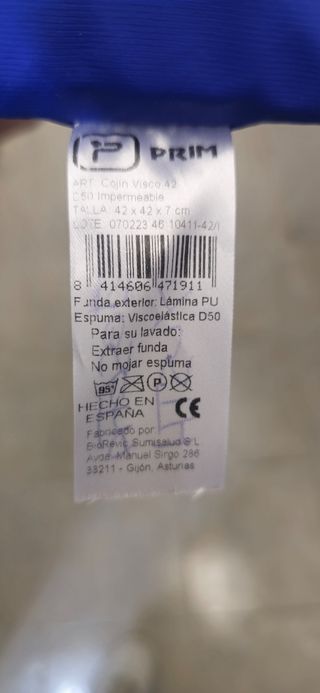 PRIM
ART: Cojín Visco 42
D50 Impermeable
TALLA: 42 x 42 x 7 cm
LOTE: 070223 46 10411-42/I
8 414606 471911
Funda exterior: Lámina PU
Espuma: Viscoelástica D50
Para su lavado:
Extraer funda
No mojar espuma
95° P
HECHO EN
ESPAÑA CE
Fabricado por:
BioRevic Sumisalud S L
Avda. Manuel Sirgo 286
33211 - Gijón, Asturias